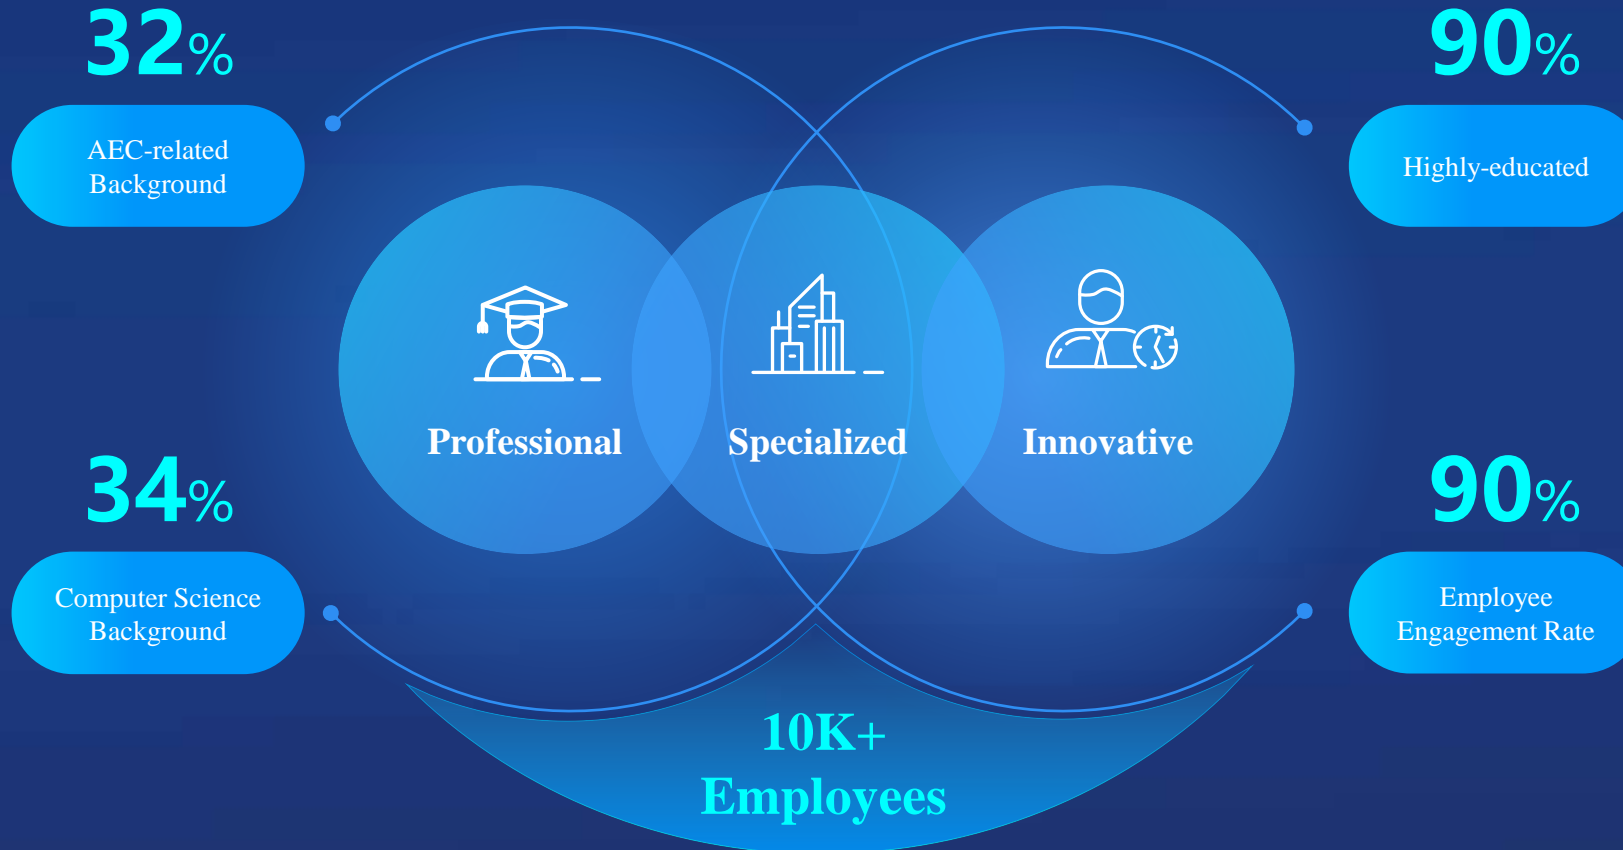 32%
AEC-related
Background
90%
Highly-educated
Professional
Specialized
Innovative
34%
Computer Science
Background
90%
Employee
Engagement Rate
10K+
Employees